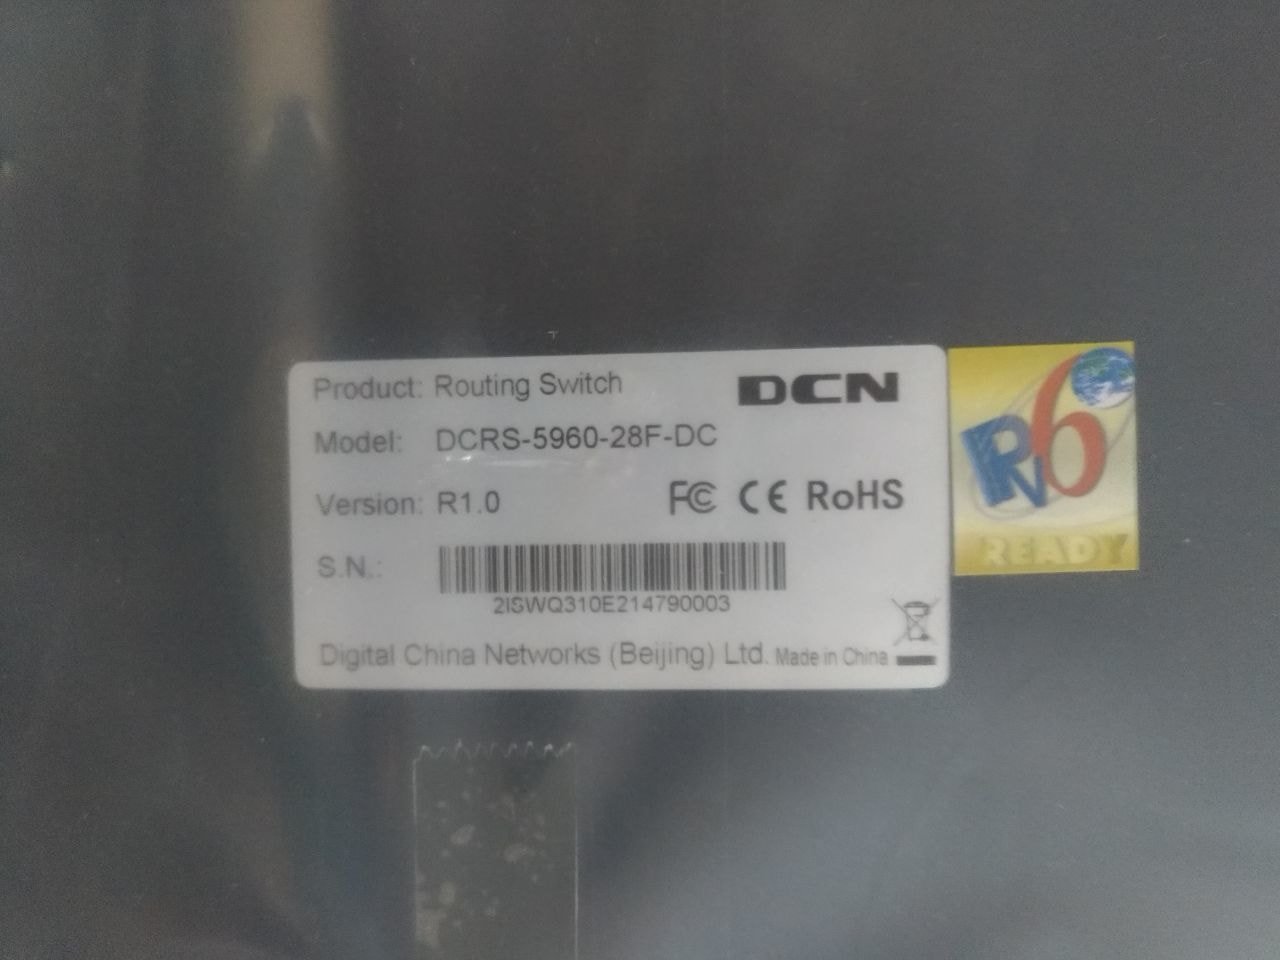 Product: Routing Switch
DCN
Model: DCRS-5960-28F-DC
Version: R1.0
FC CE RoHS
S.N.:
2ISWQ310E214790003
Digital China Networks (Beijing) Ltd. Made in China
IPv6
READY